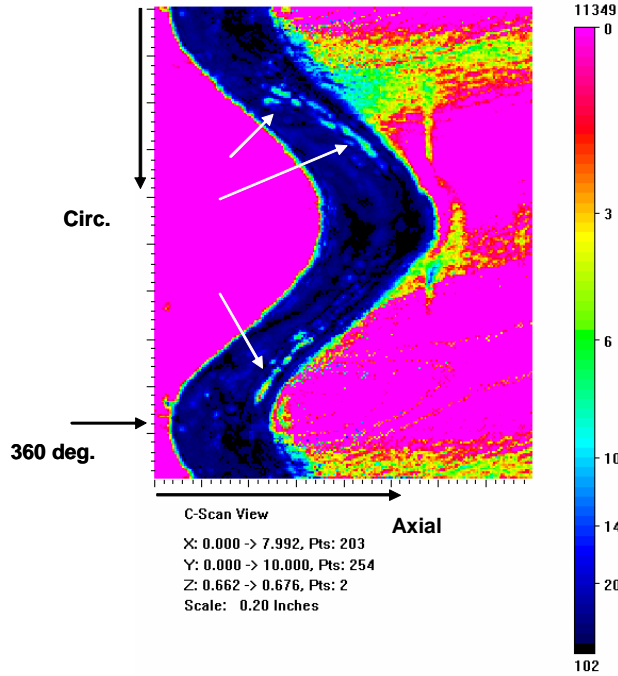 11349
0
3
6
10
14
20
102
Circ.
360 deg.
Axial
C-Scan View
X: 0.000 -> 7.992, Pts: 203
Y: 0.000 -> 10.000, Pts: 254
Z: 0.662 -> 0.676, Pts: 2
Scale: 0.20 Inches